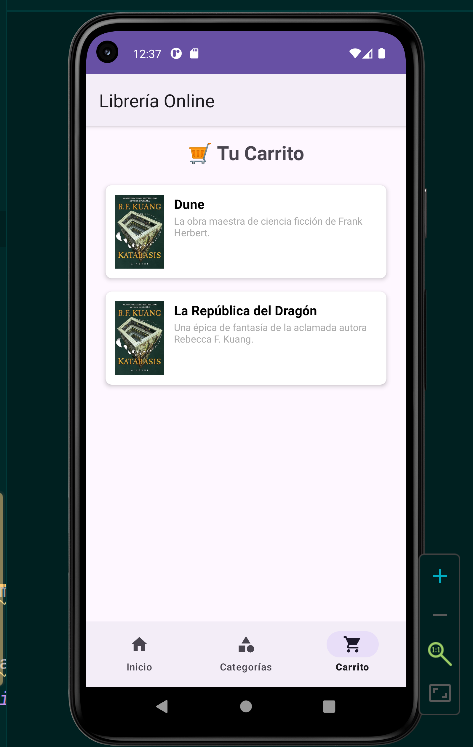 12:37
Librería Online
Tu Carrito
R.F. KUANG
KATABASIS
Dune
La obra maestra de ciencia ficción de Frank
Herbert.
R.F. KUANG
KATABASIS
La República del Dragón
Una épica de fantasía de la aclamada autora
Rebecca F. Kuang.
Inicio
Categorías
Carrito
1:1